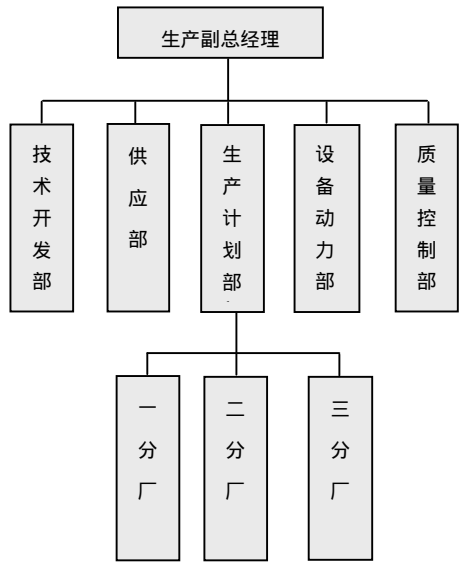 生产副总经理
技术开发部
供应部
生产计划部
设备动力部
质量控制部
一分厂
二分厂
三分厂